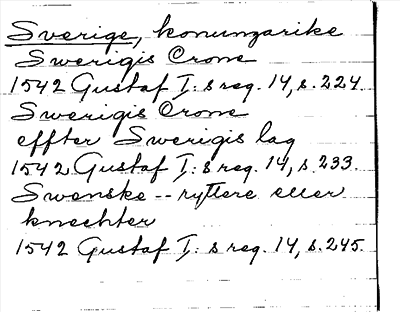 Sverige, konungarike
Swerigis Crone
1542 Gustaf I: s reg. 14, s. 224.
Swerigis Crone
effter Swerigis lag
1542 Gustaf I: s reg. 14, s. 233.
Swenske -- ryttere eller
knechter
1542 Gustaf I: s reg. 14, s. 245.